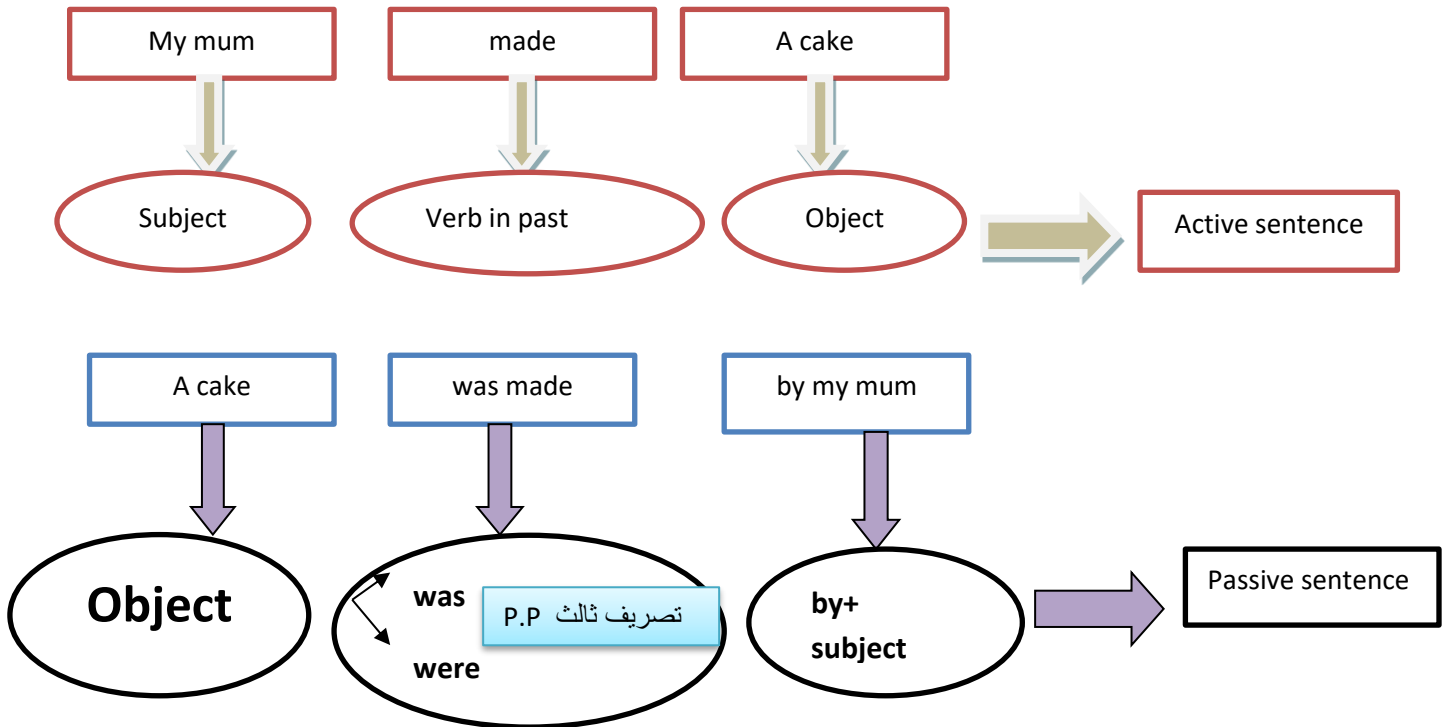 My mum
made
A cake
Subject
Verb in past
Object
Active sentence
A cake
was made
by my mum
Object
was
P.P تصريف ثالث
were
by+
subject
Passive sentence